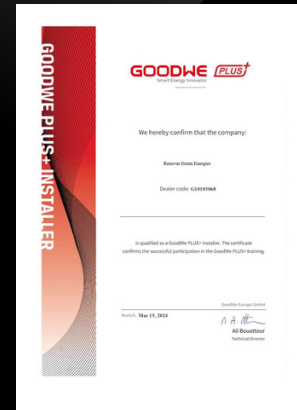 GOODWE PLUS+ INSTALLER
GOODWE PLUS+
Smart Energy Innovator
We hereby confirm that the company:
Renovar Green Energies
Dealer code:
is qualified as a GoodWe PLUS+ Installer. The certificate
confirms the successful participation in the GoodWe PLUS+ training.
GoodWe Europe GmbH
Munich, Mar 15, 2024
Ali Bouattour
Technical Director